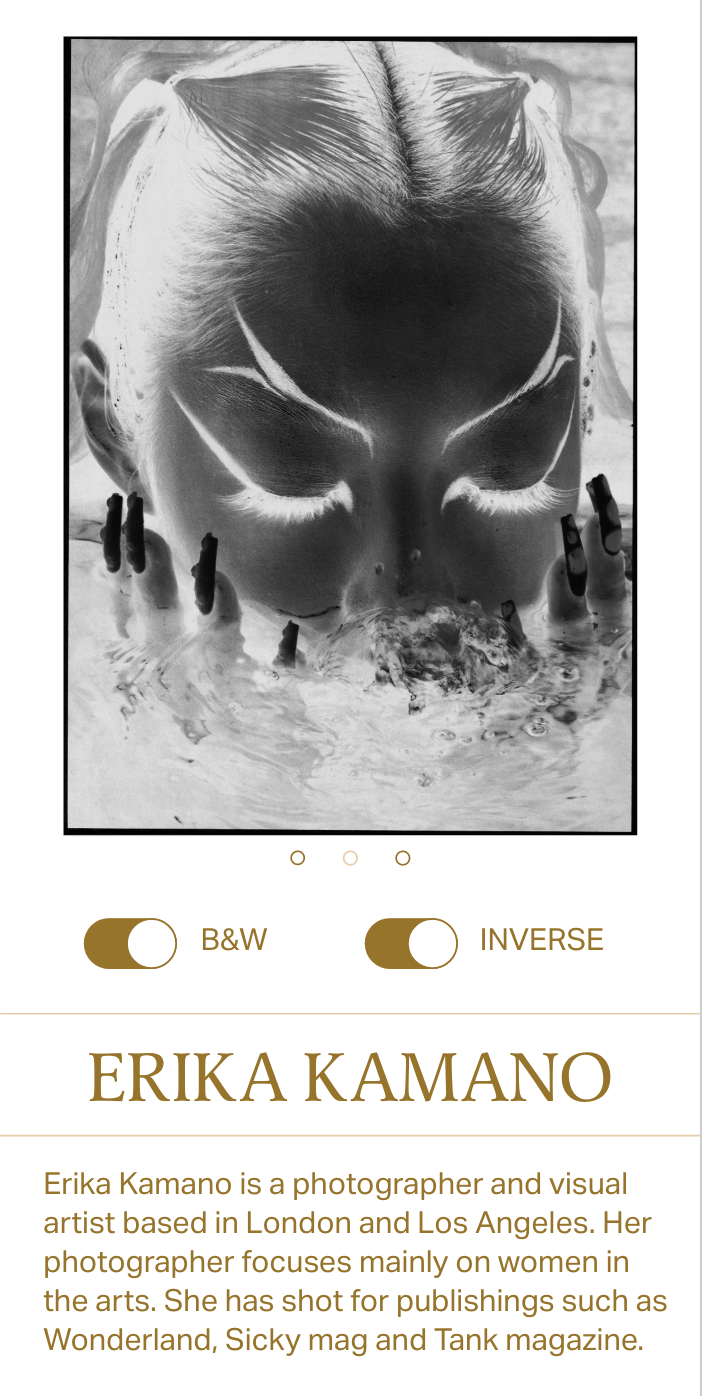 B&W INVERSE
ERIKA KAMANO
Erika Kamano is a photographer and visual
artist based in London and Los Angeles. Her
photographer focuses mainly on women in
the arts. She has shot for publishings such as
Wonderland, Sicky mag and Tank magazine.